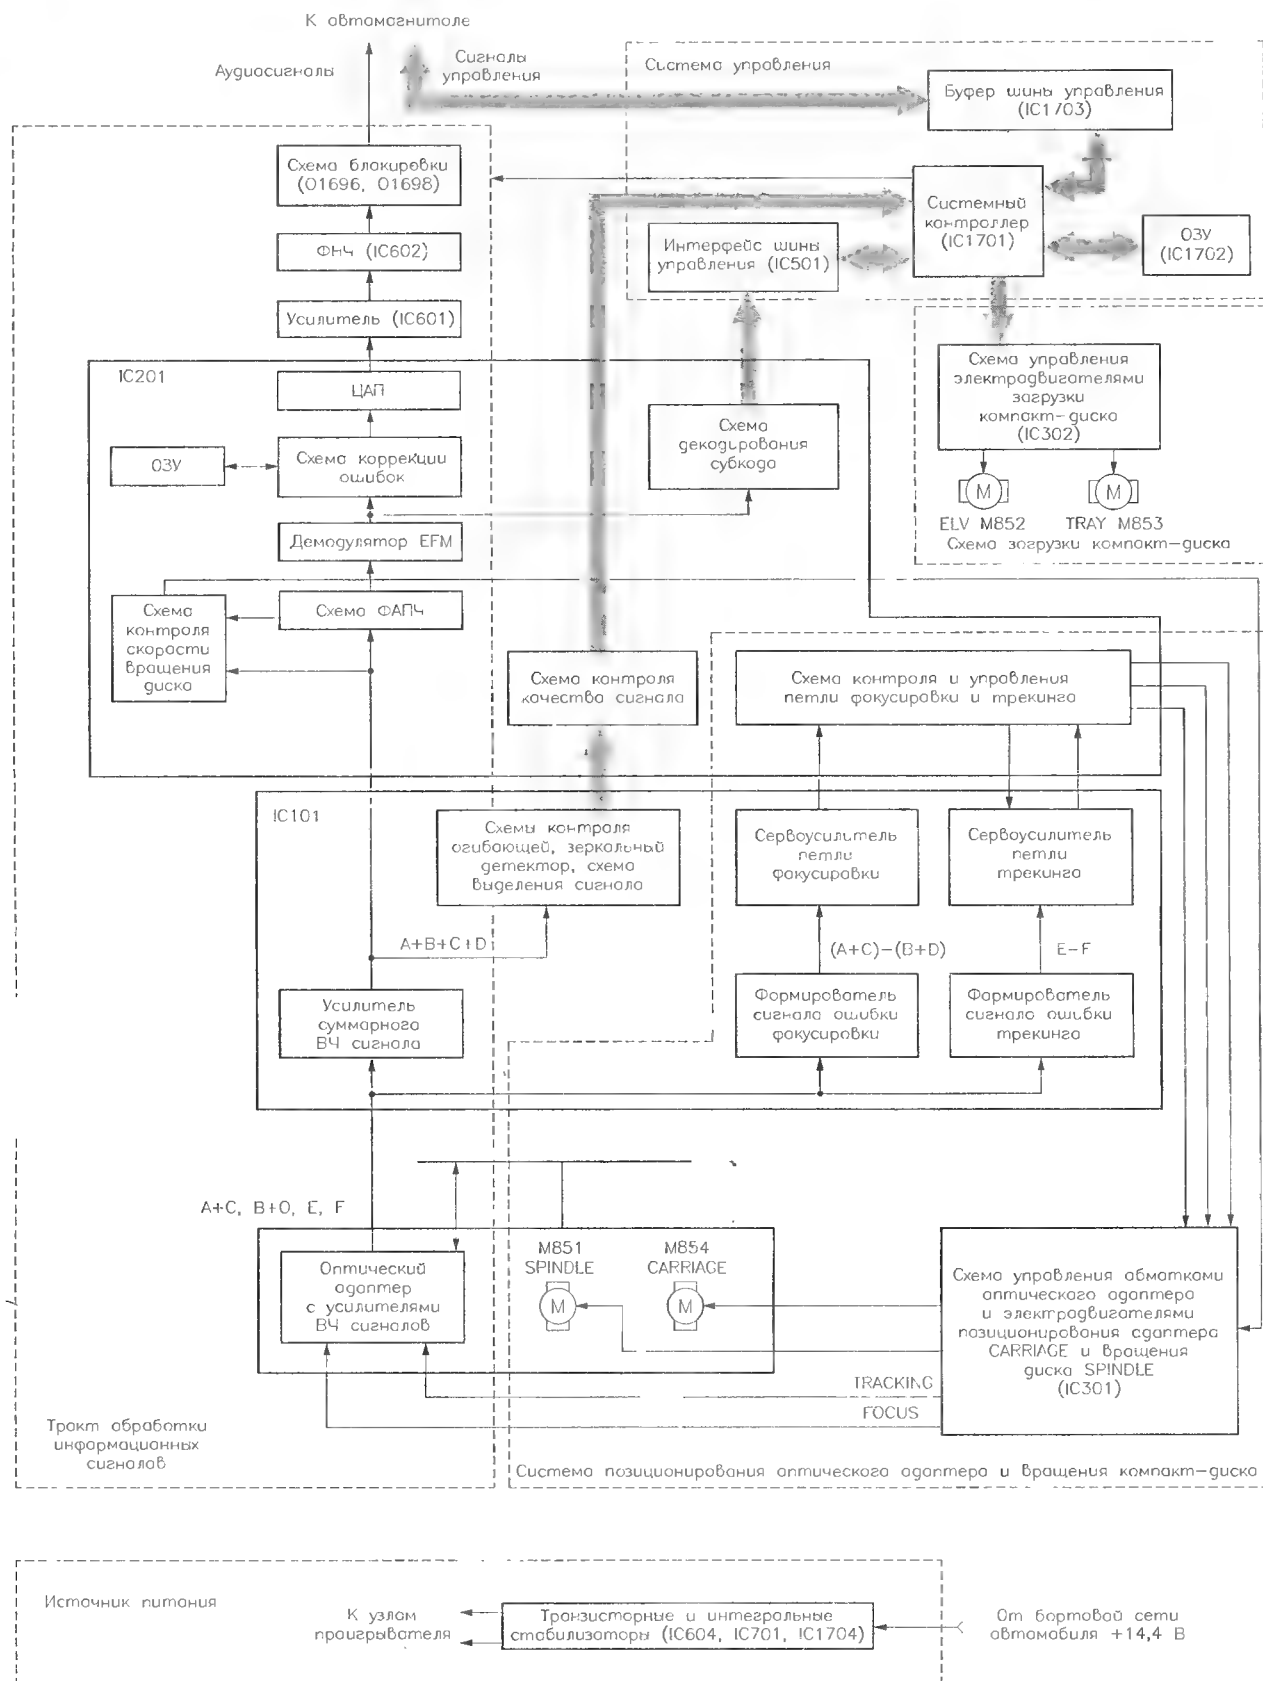 К автомагнитоле
Аудиосигналы
Сигналы
управления
Система управления
Буфер шины управления
(IC1703)
Схема блокировки
(O1696, O1698)
Системный
контроллер
(IC1701)
ОЗУ
(IC1702)
ФНЧ (IC602)
Интерфейс шины
управления (IC501)
Усилитель (IC601)
IC201
ЦАП
Схема управления
электродвигателями
загрузки
компакт-диска
(IC302)
Схема
декодирования
субкода
ОЗУ
Схема коррекции
ошибок
M
M
ELV M852
TRAY M853
Схема загрузки компакт-диска
Демодулятор EFM
Схема
контроля
скорости
вращения
диска
Схема ФАПЧ
Схема контроля
качества сигнала
Схема контроля и управления
петли фокусировки и трекинга
IC101
Схемы контроля
огибающей, зеркальный
детектор, схема
выделения сигнала
Сервоусилитель
петли
фокусировки
Сервоусилитель
петли
трекинга
A+B+C+D
(A+C)-(B+D)
E-F
Усилитель
суммарного
ВЧ сигнала
Формирователь
сигнала ошибки
фокусировки
Формирователь
сигнала ошибки
трекинга
A+C, B+O, E, F
Оптический
адаптер
с усилителями
ВЧ сигналов
M851
SPINDLE
M
M854
CARRIAGE
M
Схема управления обмотками
оптического адаптера
и электродвигателями
позиционирования адаптера
CARRIAGE и вращения
диска SPINDLE
(IC301)
TRACKING
FOCUS
Тракт обработки
информационных
сигналов
Система позиционирования оптического адаптера и вращения компакт-диска
Источник питания
К узлам
проигрывателя
Транзисторные и интегральные
стабилизаторы (IC604, IC701, IC1704)
От бортовой сети
автомобиля +14,4 В